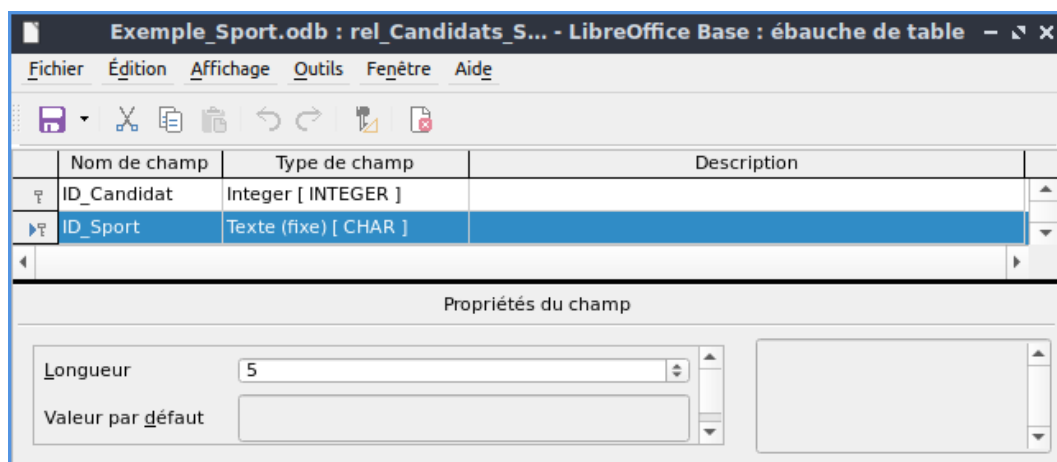 Exemple_Sport.odb : rel_Candidats_S... - LibreOffice Base : ébauche de table
Fichier Édition Affichage Outils Fenêtre Aide
Nom de champ Type de champ Description
ID_Candidat Integer [ INTEGER ]
ID_Sport Texte (fixe) [ CHAR ]
Propriétés du champ
Longueur 5
Valeur par défaut